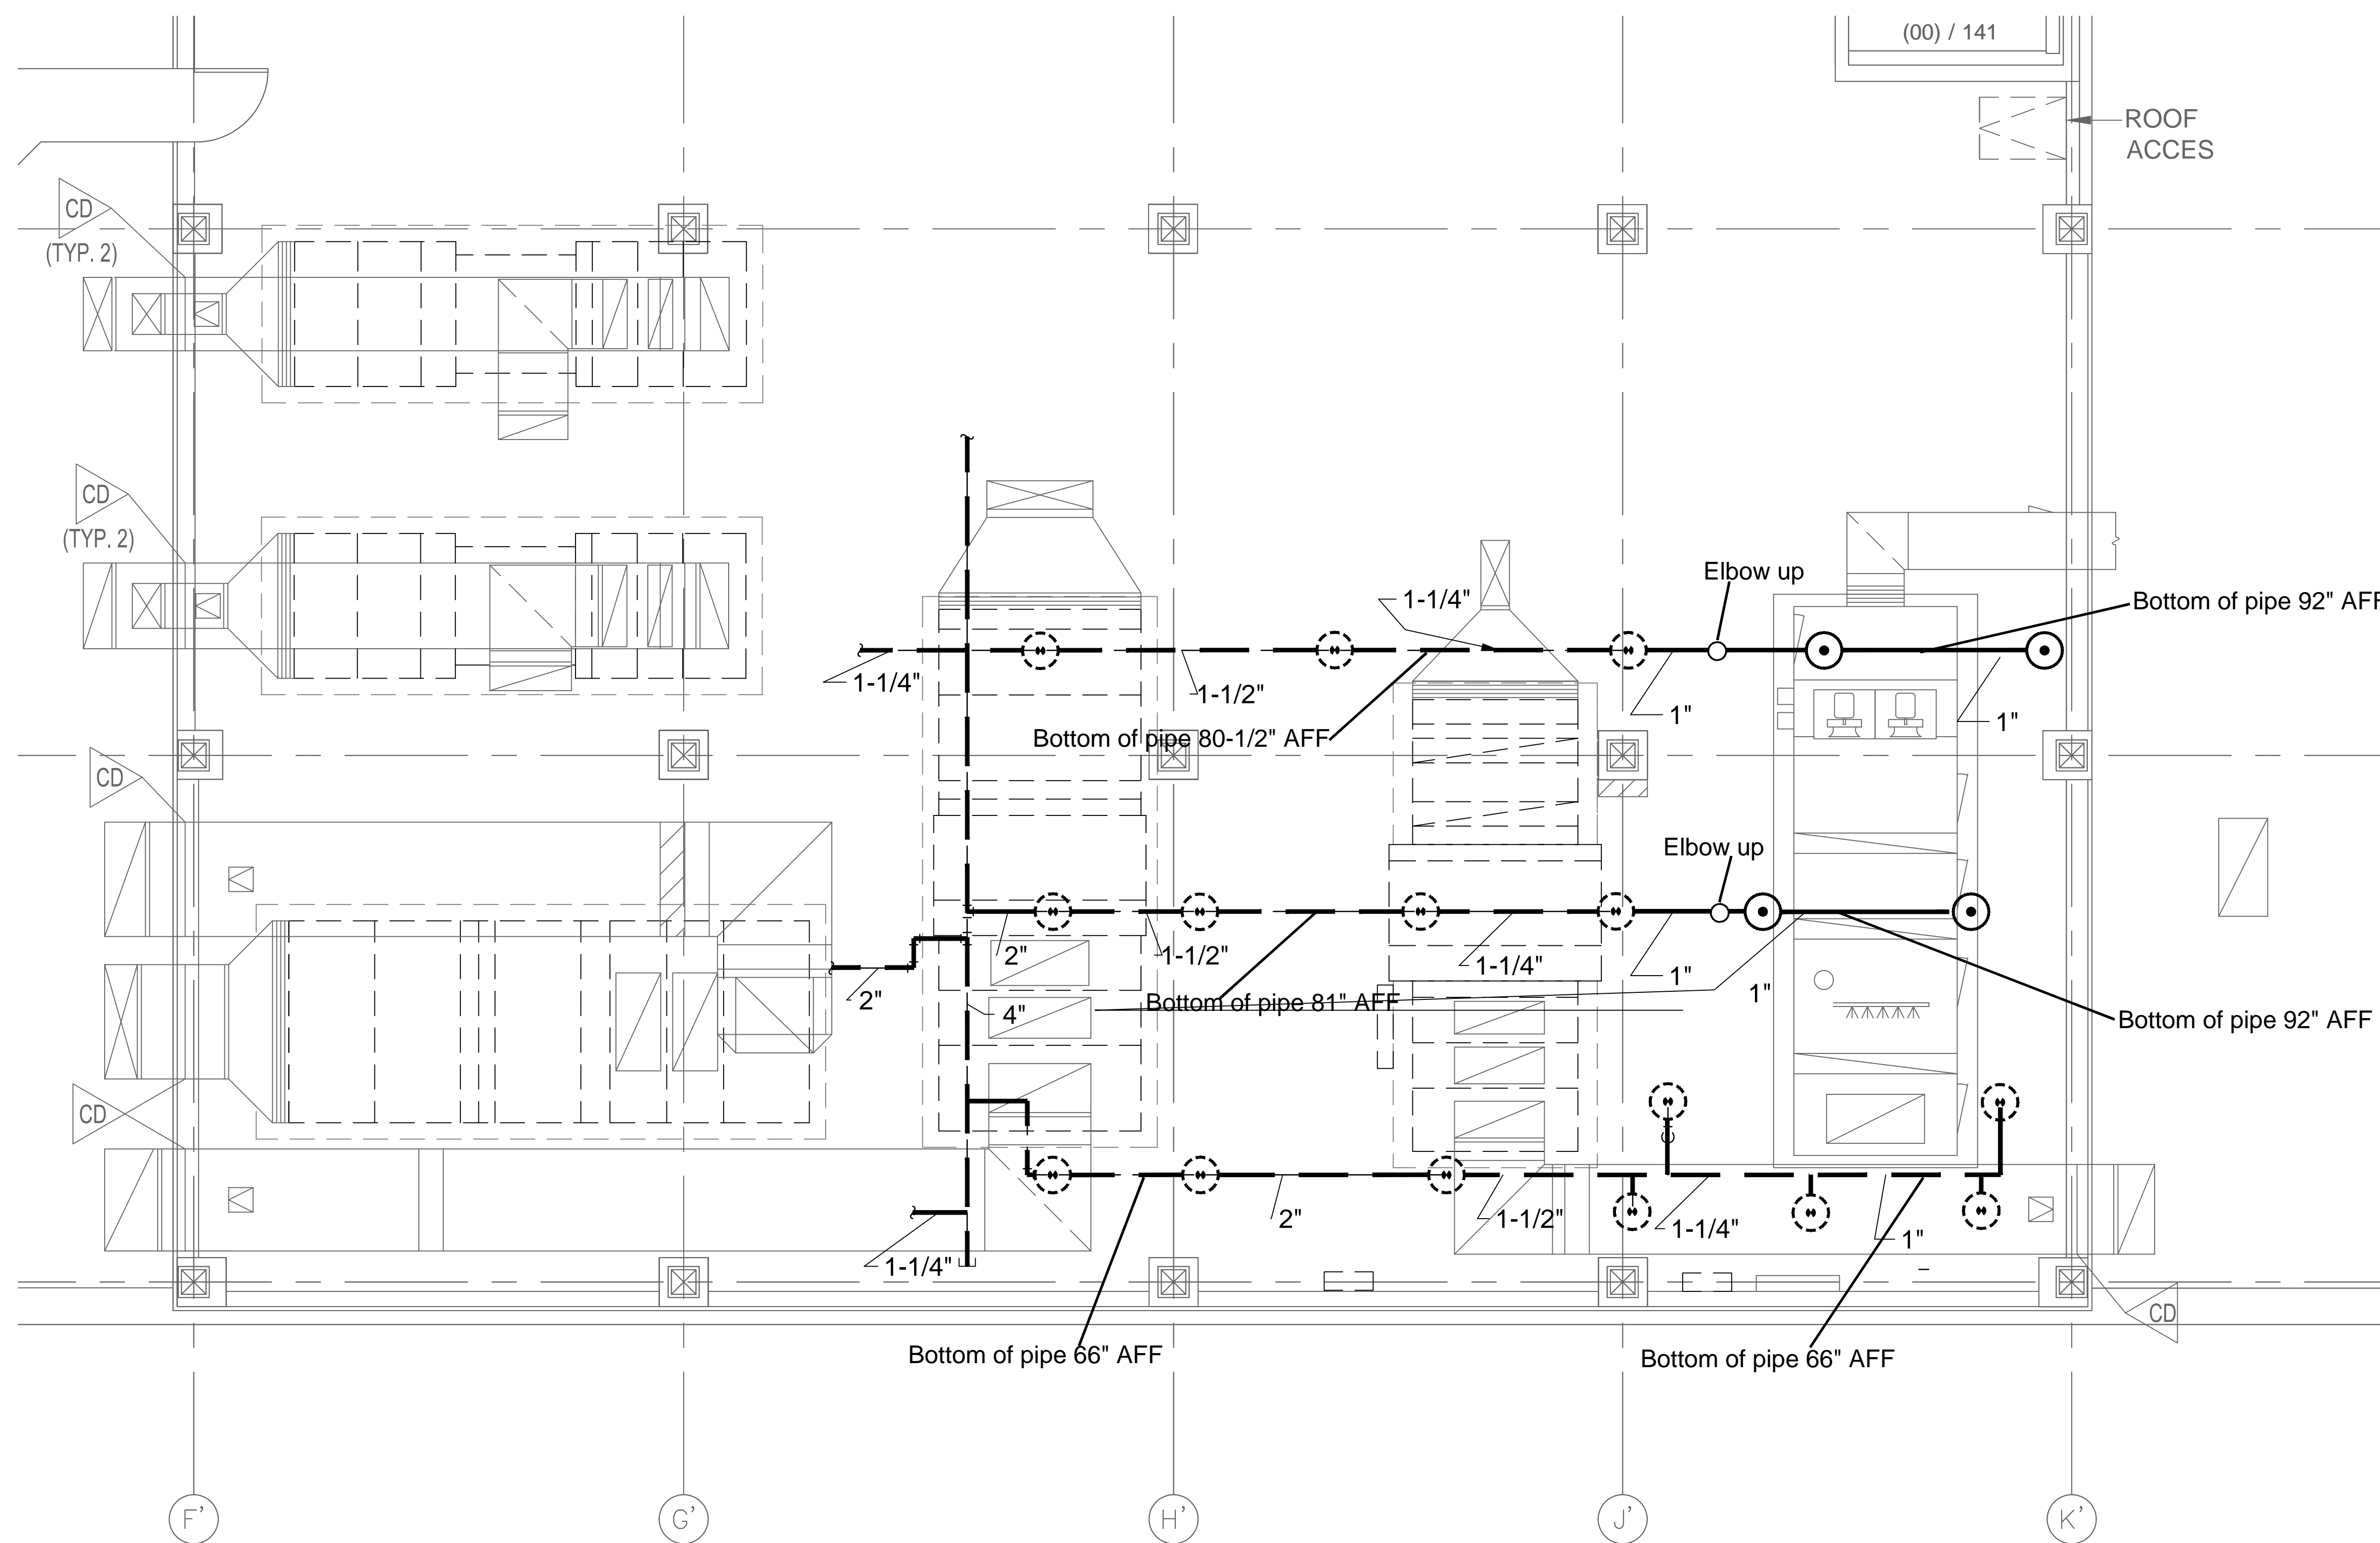 (00) / 141
ROOF
ACCES
CD
(TYP. 2)
CD
(TYP. 2)
Elbow up
1-1/4"
Bottom of pipe 92" AFF
1-1/4"
1-1/2"
1"
1"
Bottom of pipe 80-1/2" AFF
CD
Elbow up
2"
1-1/2"
1-1/4"
1"
2"
1"
Bottom of pipe 81" AFF
4"
Bottom of pipe 92" AFF
CD
2"
1-1/2"
1-1/4"
1"
1-1/4"
CD
Bottom of pipe 66" AFF
Bottom of pipe 66" AFF
F'
G'
H'
J'
K'